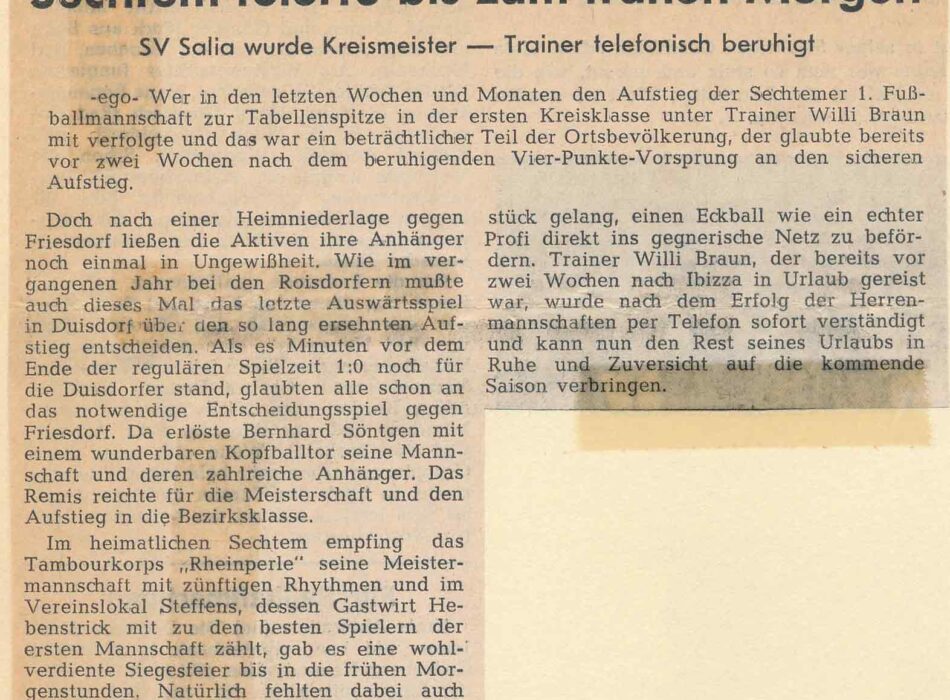 Sechtem feierte bis zum frühen Morgen
SV Salia wurde Kreismeister — Trainer telefonisch beruhigt
-ego- Wer in den letzten Wochen und Monaten den Aufstieg der Sechtemer 1. Fuß-
ballmannschaft zur Tabellenspitze in der ersten Kreisklasse unter Trainer Willi Braun
mit verfolgte und das war ein beträchtlicher Teil der Ortsbevölkerung, der glaubte bereits
vor zwei Wochen nach dem beruhigenden Vier-Punkte-Vorsprung an den sicheren
Aufstieg.
Doch nach einer Heimniederlage gegen
Friesdorf ließen die Aktiven ihre Anhänger
noch einmal in Ungewißheit. Wie im ver-
gangenen Jahr bei den Roisdorfern mußte
auch dieses Mal das letzte Auswärtsspiel
in Duisdorf über den so lang ersehnten Auf-
stieg entscheiden. Als es Minuten vor dem
Ende der regulären Spielzeit 1:0 noch für
die Duisdorfer stand, glaubten alle schon an
das notwendige Entscheidungsspiel gegen
Friesdorf. Da erlöste Bernhard Söntgen mit
einem wunderbaren Kopfballtor seine Mann-
schaft und deren zahlreiche Anhänger. Das
Remis reichte für die Meisterschaft und den
Aufstieg in die Bezirksklasse.
Im heimatlichen Sechtem empfing das
Tambourkorps „Rheinperle" seine Meister-
mannschaft mit zünftigen Rhythmen und im
Vereinslokal Steffens, dessen Gastwirt He-
benstrick mit zu den besten Spielern der
ersten Mannschaft zählt, gab es eine wohl-
verdiente Siegesfeier bis in die frühen Mor-
genstunden. Natürlich fehlten dabei auch
stück gelang, einen Eckball wie ein echter
Profi direkt ins gegnerische Netz zu beför-
dern. Trainer Willi Braun, der bereits vor
zwei Wochen nach Ibizza in Urlaub gereist
war, wurde nach dem Erfolg der Herren-
mannschaften per Telefon sofort verständigt
und kann nun den Rest seines Urlaubs in
Ruhe und Zuversicht auf die kommende
Saison verbringen.